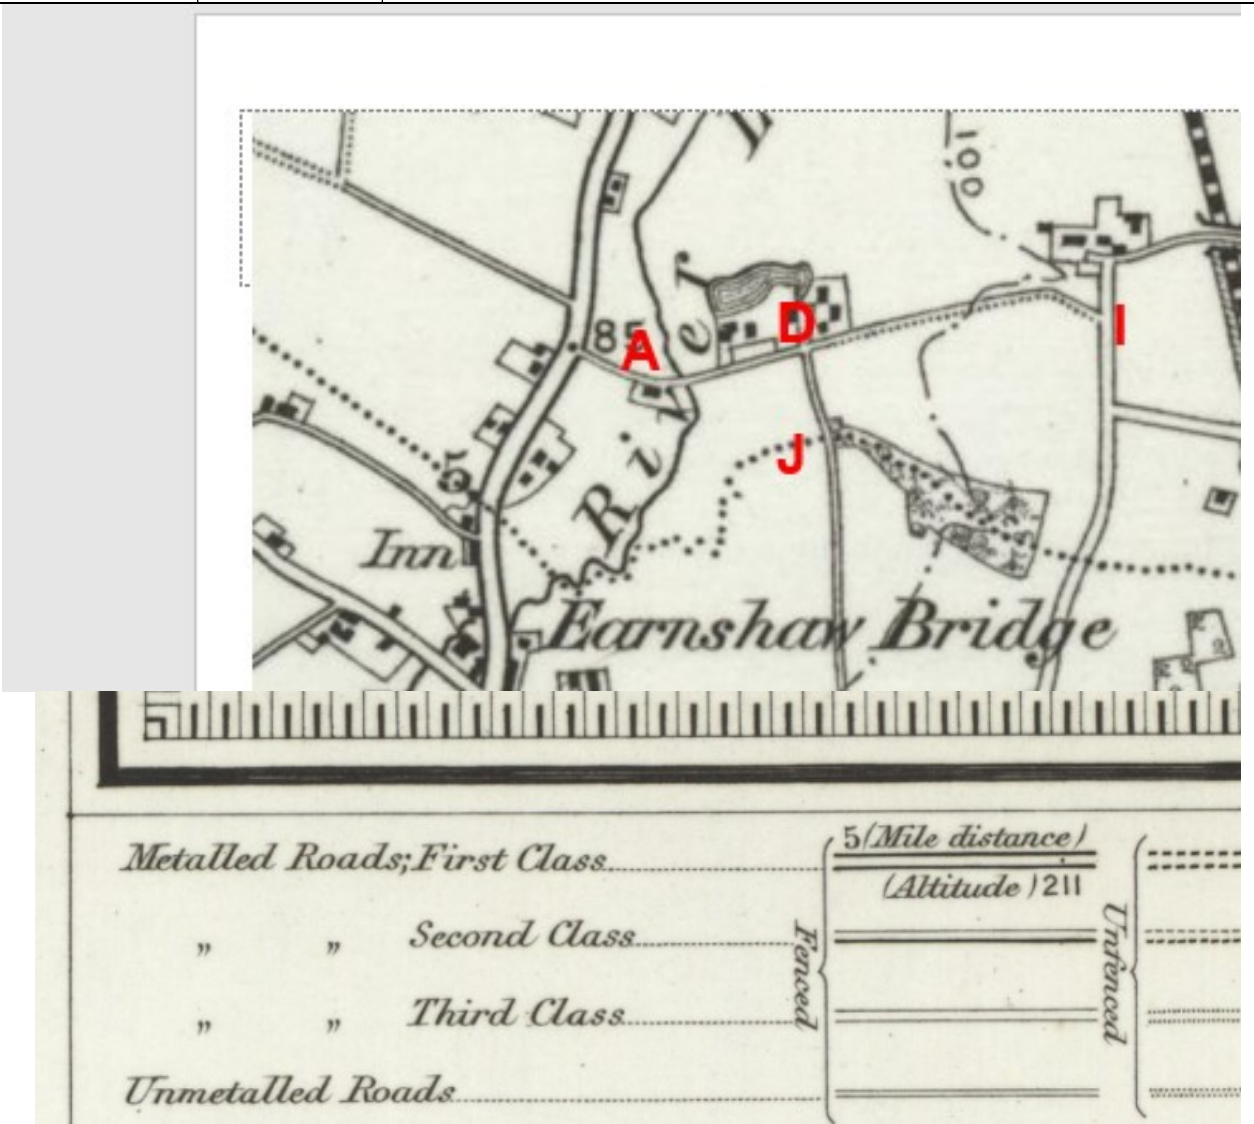 100
River
85
A
D
I
J
Inn
Earnshaw Bridge
Metalled Roads; First Class
5 (Mile distance)
(Altitude) 211
" " Second Class
Fenced
Unfenced
" " Third Class
Unmetalled Roads